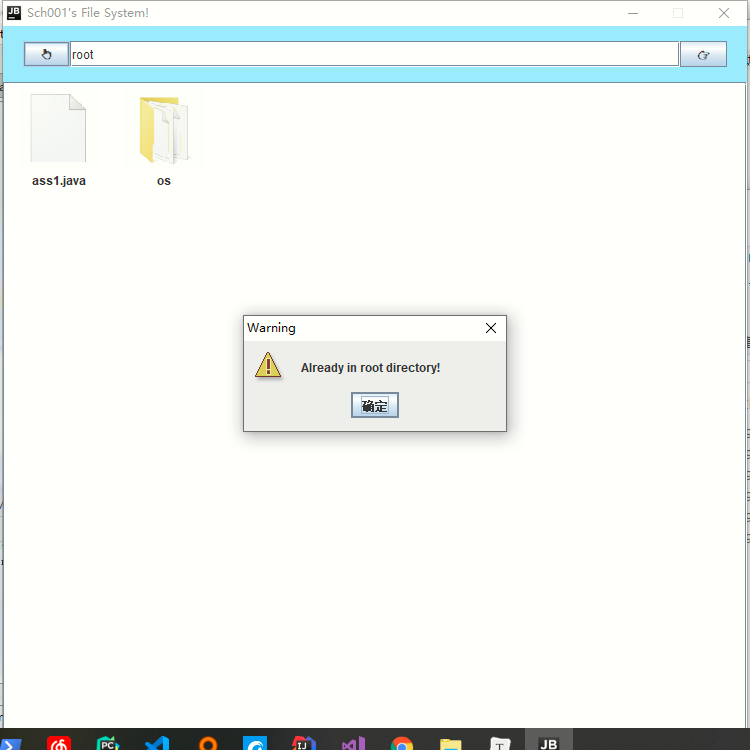 JB
Sch001's File System!
root
ass1.java
os
Warning
Already in root directory!
确定
PC
IJ
T
JB